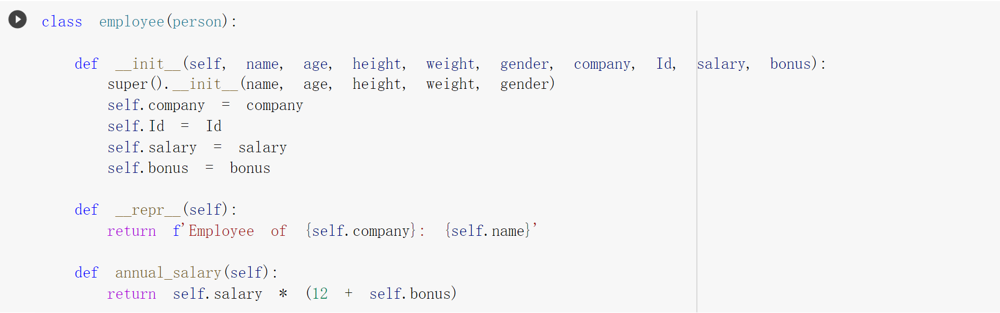 class employee(person):
def __init__(self, name, age, height, weight, gender, company, Id, salary, bonus):
super().__init__(name, age, height, weight, gender)
self.company = company
self.Id = Id
self.salary = salary
self.bonus = bonus
def __repr__(self):
return f'Employee of {self.company}: {self.name}'
def annual_salary(self):
return self.salary * (12 + self.bonus)